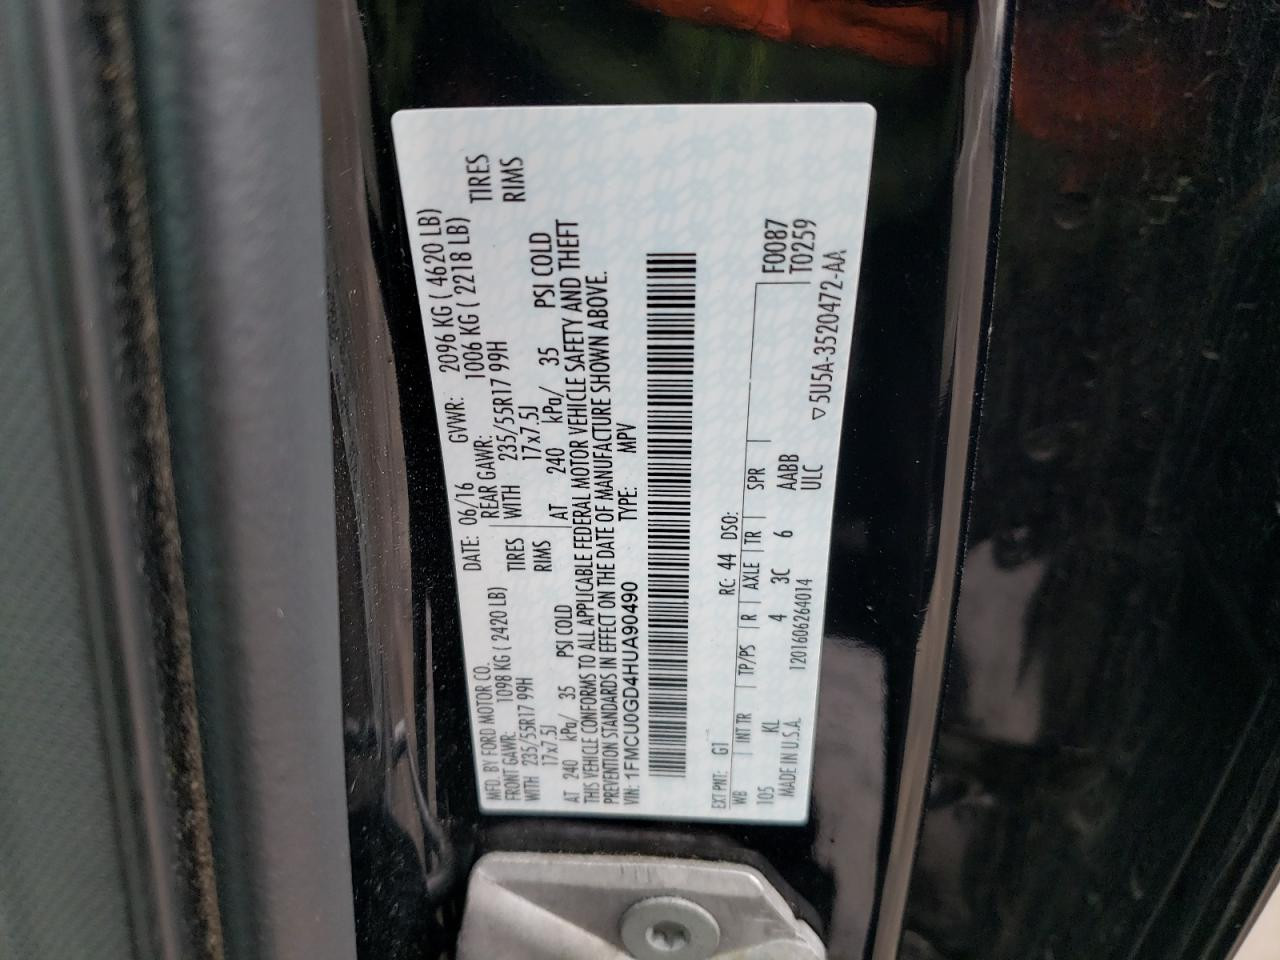 MFD. BY FORD MOTOR CO. DATE: 06/16 GVWR: 2096 KG ( 4620 LB)
FRONT GAWR: 1098 KG ( 2420 LB) REAR GAWR: 1006 KG ( 2218 LB)
WITH 235/55R17 99H TIRES WITH 235/55R17 99H TIRES
17x7.5J RIMS 17x7.5J RIMS
AT 240 kPa/ 35 PSI COLD AT 240 kPa/ 35 PSI COLD
THIS VEHICLE CONFORMS TO ALL APPLICABLE FEDERAL MOTOR VEHICLE SAFETY AND THEFT
PREVENTION STANDARDS IN EFFECT ON THE DATE OF MANUFACTURE SHOWN ABOVE.
VIN: 1FMCU0GD4HUA90490 TYPE: MPV
EXT PNT: G1 RC: 44 DSO:
WB INT TR TP/PS R AXLE TR SPR F0087
105 KL 4 3C 6 AABB T0259
MADE IN U.S.A. 1201606264014 ULC
▽5U5A-3520472-AA